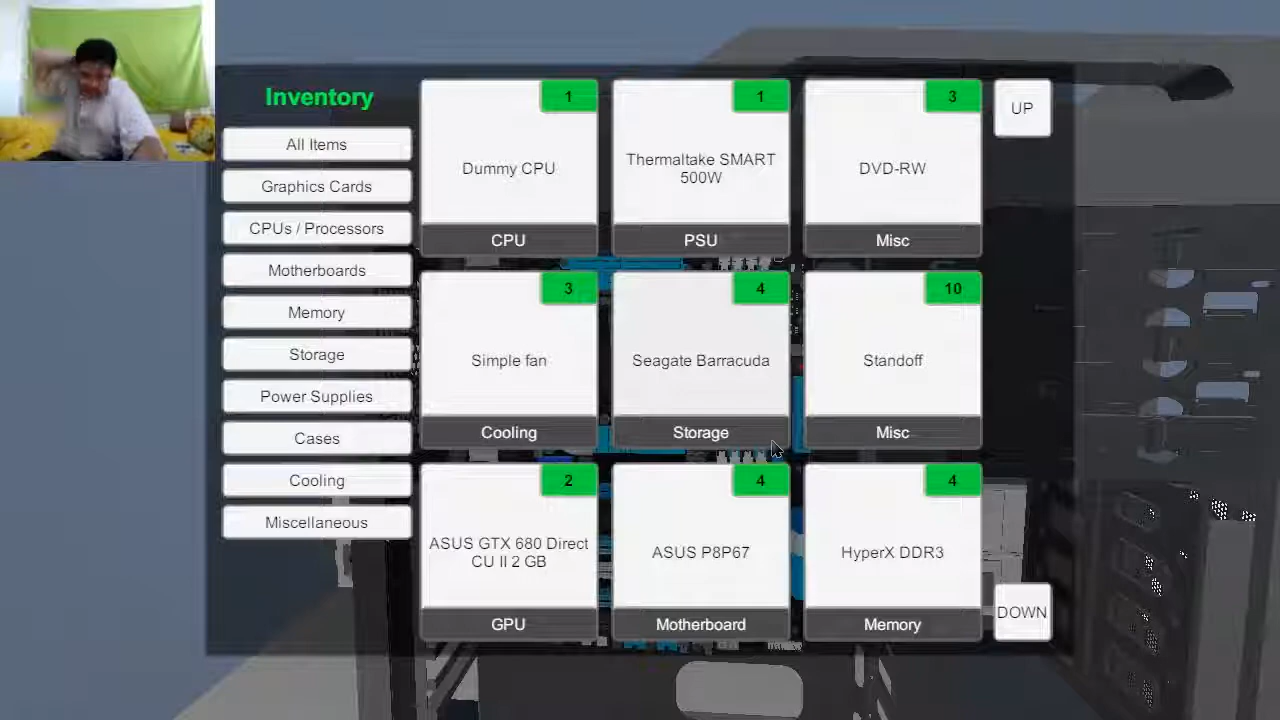 Inventory
All Items
Graphics Cards
CPUs / Processors
Motherboards
Memory
Storage
Power Supplies
Cases
Cooling
Miscellaneous
1
Dummy CPU
CPU
1
Thermaltake SMART
500W
PSU
3
DVD-RW
Misc
3
Simple fan
Cooling
4
Seagate Barracuda
Storage
10
Standoff
Misc
2
ASUS GTX 680 Direct
CU II 2 GB
GPU
4
ASUS P8P67
Motherboard
4
HyperX DDR3
Memory
UP
DOWN